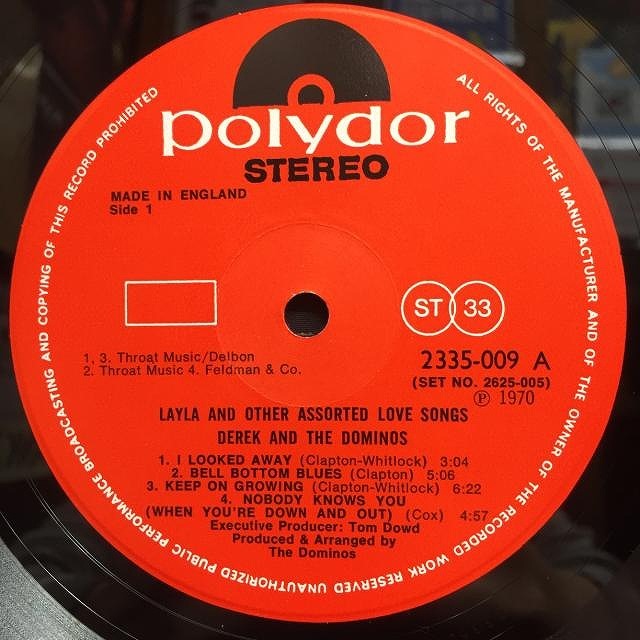 polydor
STEREO
MADE IN ENGLAND
Side 1
ST 33
1, 3. Throat Music/Delbon
2. Throat Music 4. Feldman & Co.
2335-009 A
(SET NO. 2625-005)
Ⓟ 1970
LAYLA AND OTHER ASSORTED LOVE SONGS
DEREK AND THE DOMINOS
1. I LOOKED AWAY (Clapton-Whitlock) 3:04
2. BELL BOTTOM BLUES (Clapton) 5:06
3. KEEP ON GROWING (Clapton-Whitlock) 6:22
4. NOBODY KNOWS YOU
(WHEN YOU'RE DOWN AND OUT) (Cox) 4:57
Executive Producer: Tom Dowd
Produced & Arranged by
The Dominos
ALL RIGHTS OF THE MANUFACTURER AND OF THE OWNER OF THE RECORDED WORK RESERVED UNAUTHORIZED PUBLIC PERFORMANCE BROADCASTING AND COPYING OF THIS RECORD PROHIBITED